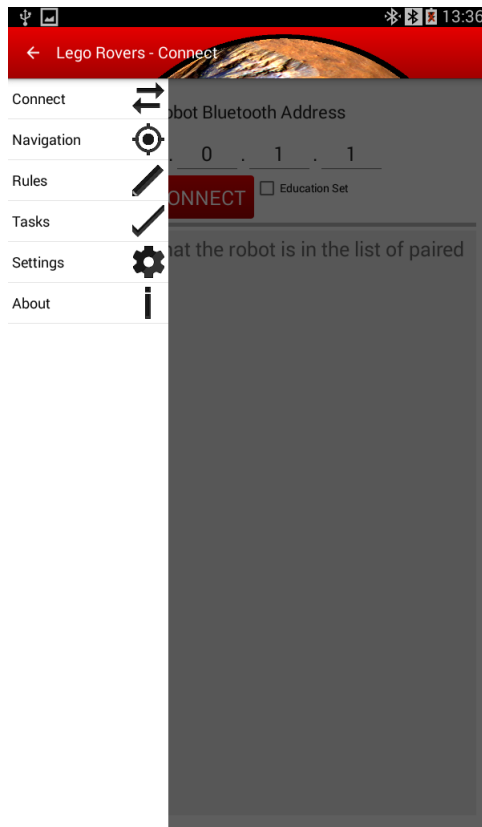 13:36
Lego Rovers - Connect
Connect
Navigation
Rules
Tasks
Settings
About
obot Bluetooth Address
. 0 . 1 . 1
ONNECT
Education Set
hat the robot is in the list of paired